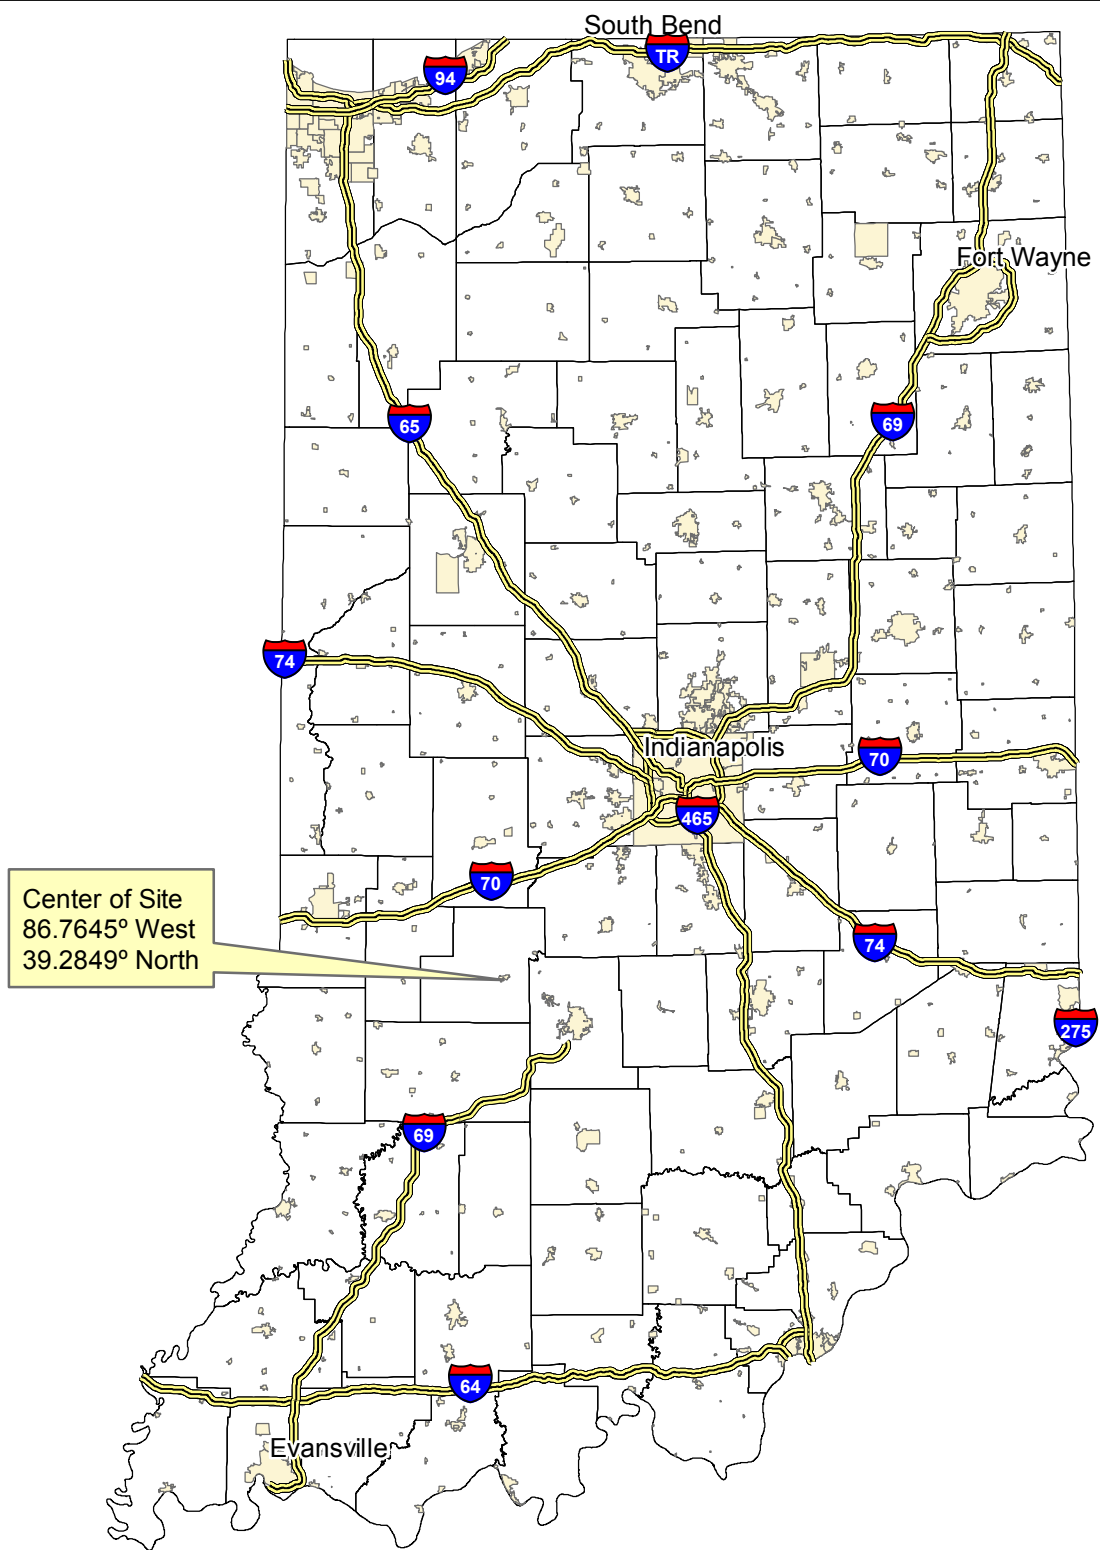 South Bend
TR
94
Fort Wayne
65
69
74
Indianapolis
70
465
70
Center of Site
86.7645º West
39.2849º North
74
275
69
64
Evansville